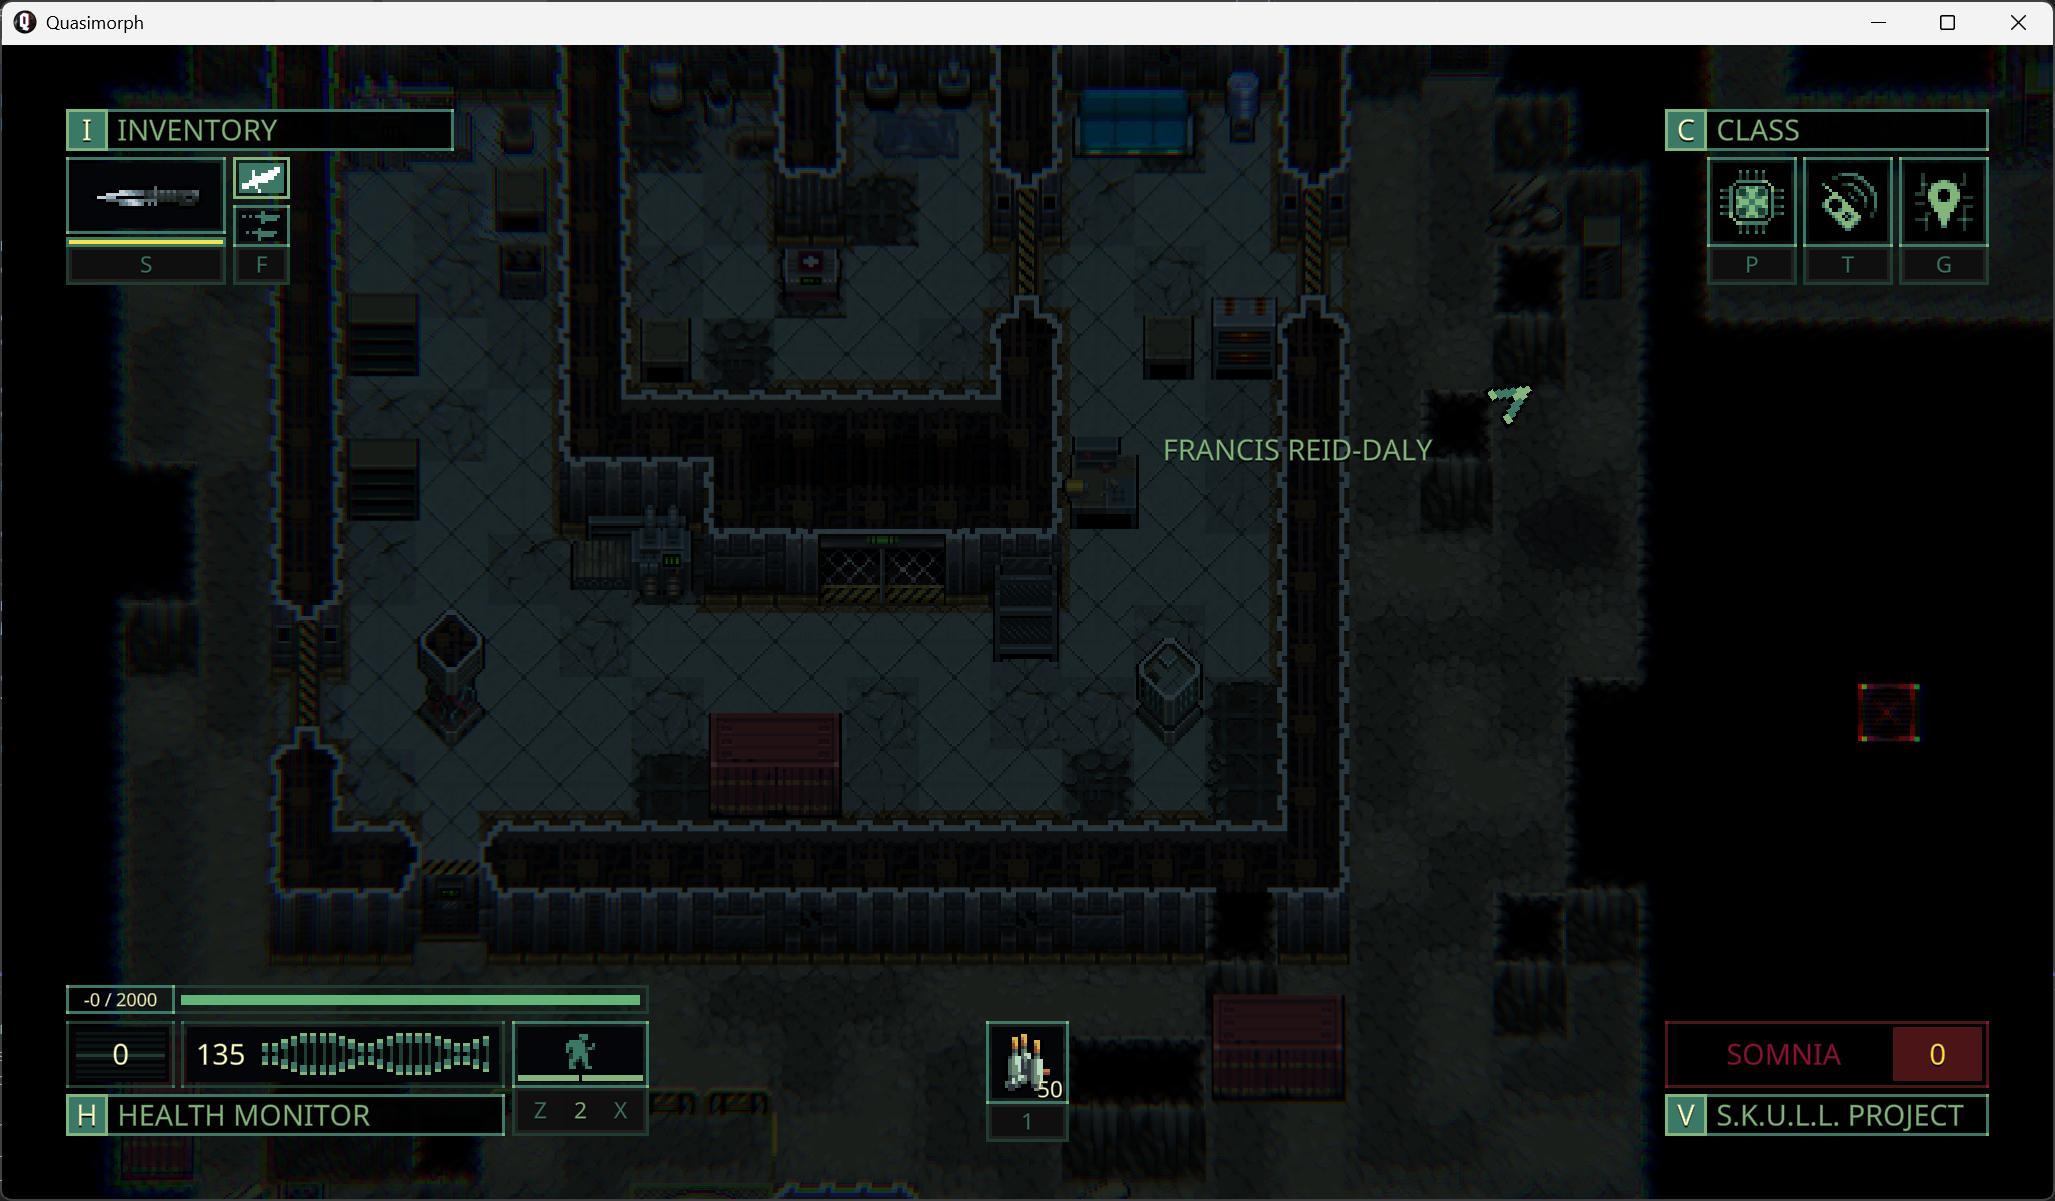 Quasimorph
I INVENTORY
S
F
C CLASS
P
T
G
FRANCIS REID-DALY
-0 / 2000
0
135
Z 2 X
H HEALTH MONITOR
50
1
SOMNIA 0
V S.K.U.L.L. PROJECT